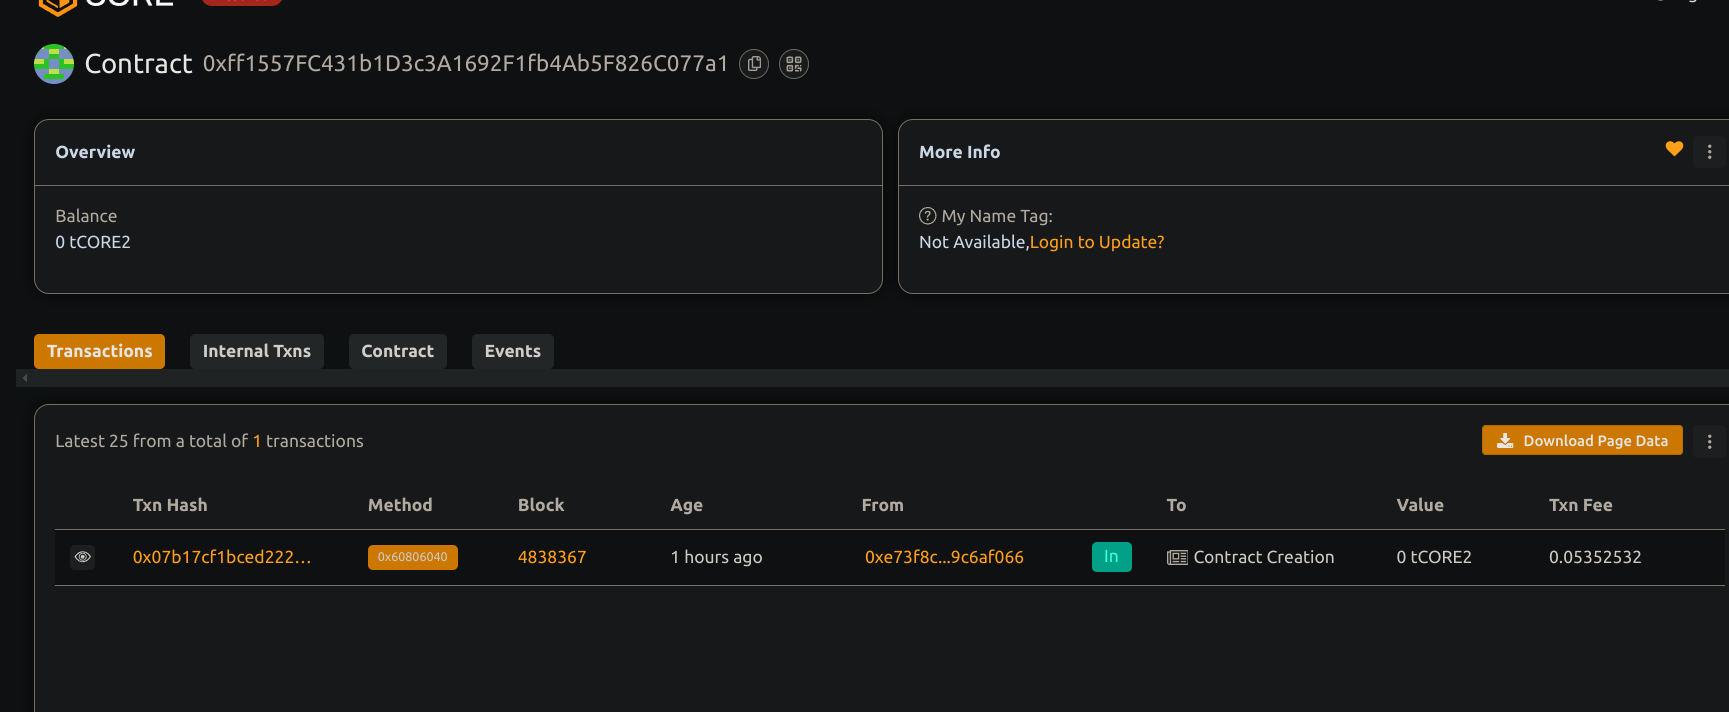 CORE
Contract 0xff1557FC431b1D3c3A1692F1fb4Ab5F826C077a1
Overview
Balance
0 tCORE2
More Info
My Name Tag:
Not Available,Login to Update?
Transactions Internal Txns Contract Events
Latest 25 from a total of 1 transactions
Download Page Data
Txn Hash Method Block Age From To Value Txn Fee
0x07b17cf1bced222... 0x60806040 4838367 1 hours ago 0xe73f8c...9c6af066 In Contract Creation 0 tCORE2 0.05352532